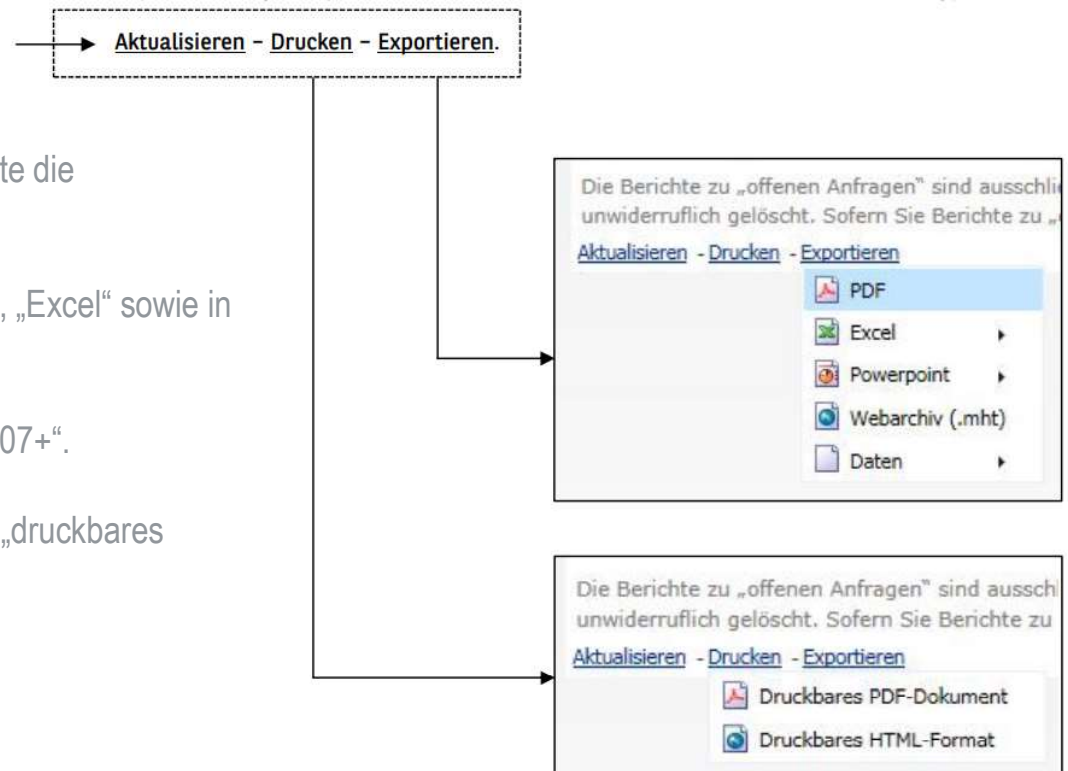 Aktualisieren – Drucken – Exportieren.
te die
, „Excel“ sowie in
07+“.
„druckbares
Die Berichte zu „offenen Anfragen“ sind ausschli
unwiderruflich gelöscht. Sofern Sie Berichte zu „
Aktualisieren - Drucken - Exportieren
PDF
Excel
Powerpoint
Webarchiv (.mht)
Daten
Die Berichte zu „offenen Anfragen“ sind aussch
unwiderruflich gelöscht. Sofern Sie Berichte zu
Aktualisieren - Drucken - Exportieren
Druckbares PDF-Dokument
Druckbares HTML-Format